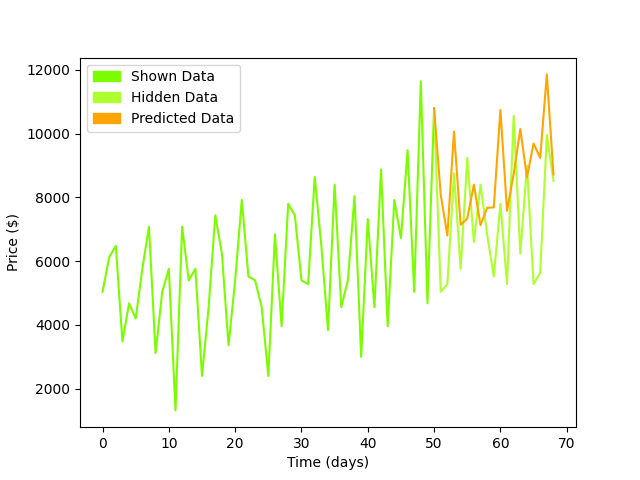 Shown Data
Hidden Data
Predicted Data
12000
10000
8000
6000
4000
2000
Price ($)
0 10 20 30 40 50 60 70
Time (days)